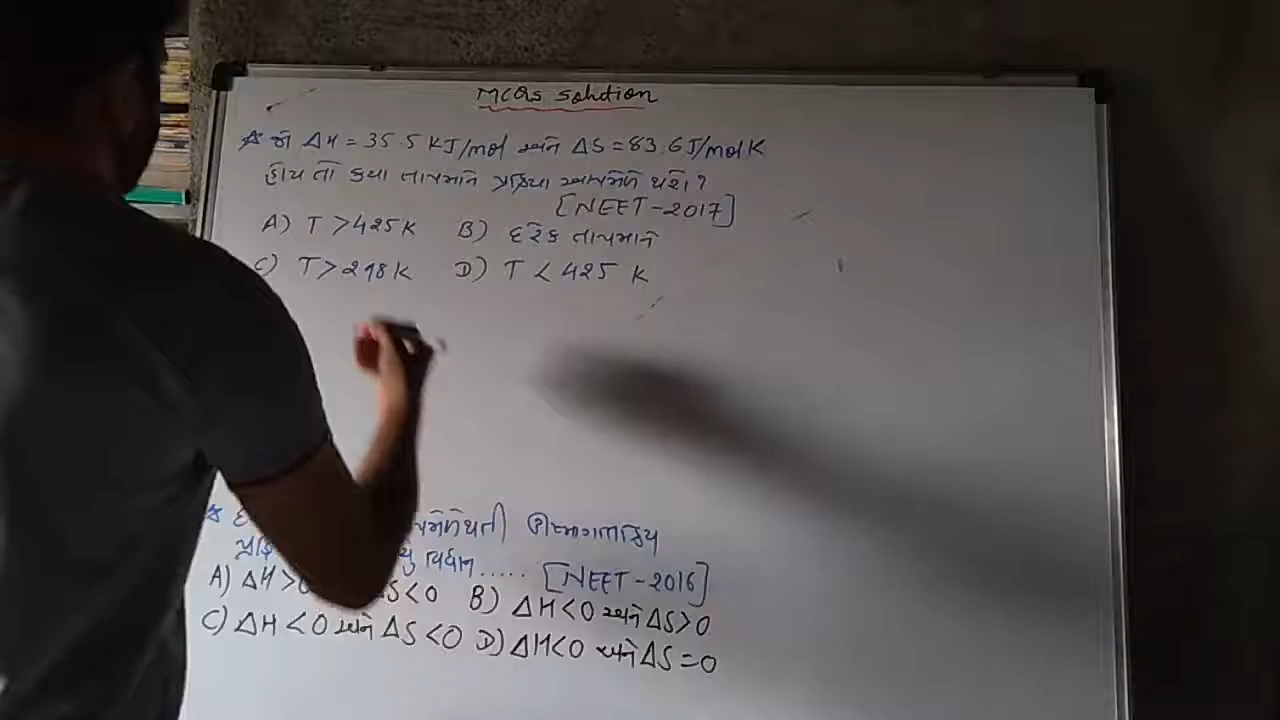 MCQs solution
* જો ΔH = 35.5 KJ/mol અને ΔS = 83.6 J/mol K
હોય તો કયા તાપમાને પ્રક્રિયા આપમેળે થશે ?
[NEET-2017]
A) T > 425 K B) દરેક તાપમાને
C) T > 298 K D) T < 425 K
ઉષ્માગતિકીય
[NEET-2016]
A) ΔH > S < 0 B) ΔH < 0 અને ΔS > 0
C) ΔH < 0 અને ΔS < 0 D) ΔH < 0 અને ΔS = 0